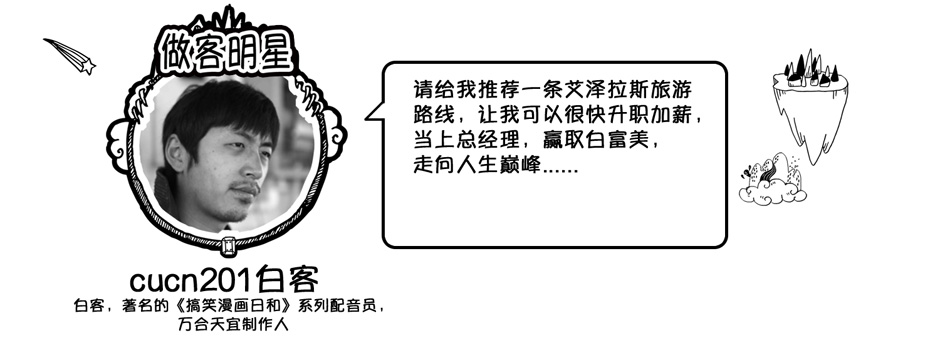 做客明星
请给我推荐一条艾泽拉斯旅游
路线，让我可以很快升职加薪，
当上总经理，赢取白富美，
走向人生巅峰......
cucn201白客
白客，著名的《搞笑漫画日和》系列配音员，
万合天宜制作人